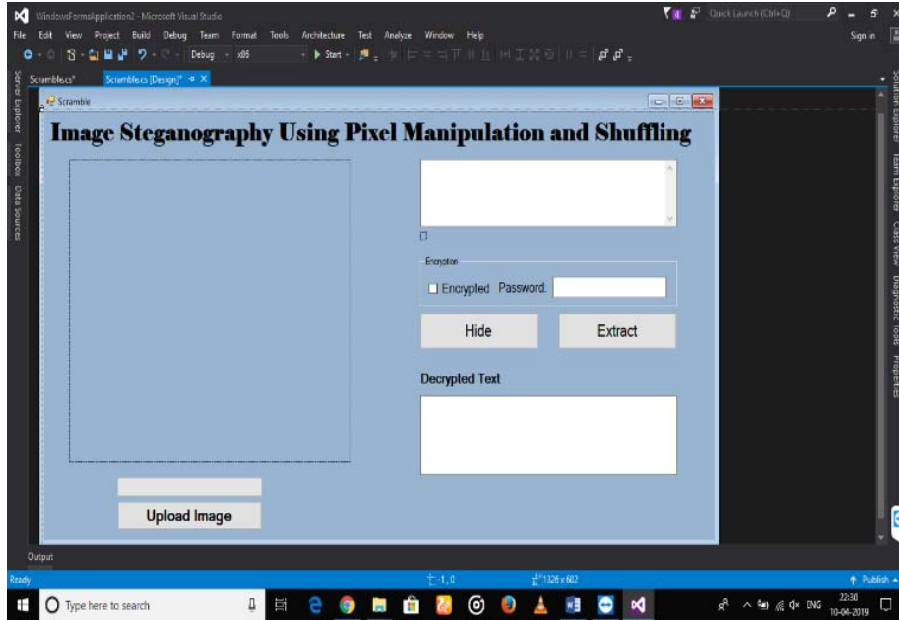 WindowsFormsApplication2 - Microsoft Visual Studio
4
Quick Launch (Ctrl+Q)
File Edit View Project Build Debug Team Format Tools Architecture Test Analyze Window Help
Sign in
Debug x86 Start
Scramble.cs*
Scramble.cs [Design]*
Server Explorer
Toolbox
Data Sources
Scramble
Image Steganography Using Pixel Manipulation and Shuffling
Encryption
Encrypted Password:
Hide Extract
Decrypted Text
Upload Image
Solution Explorer
Team Explorer
Class View
Diagnostic Tools
Properties
Output
Ready
-1, 0
1326 x 602
Publish
Type here to search
ENG
22:30
10-04-2019